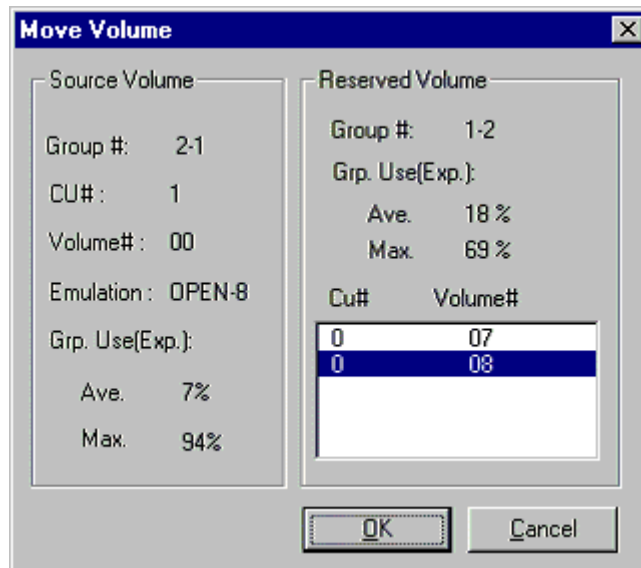 Move Volume
Source Volume
Group #: 2-1
CU# : 1
Volume# : 00
Emulation : OPEN-8
Grp. Use(Exp.):
Ave. 7%
Max. 94%
Reserved Volume
Group #: 1-2
Grp. Use(Exp.):
Ave. 18 %
Max. 69 %
Cu# Volume#
0 07
0 08
OK
Cancel